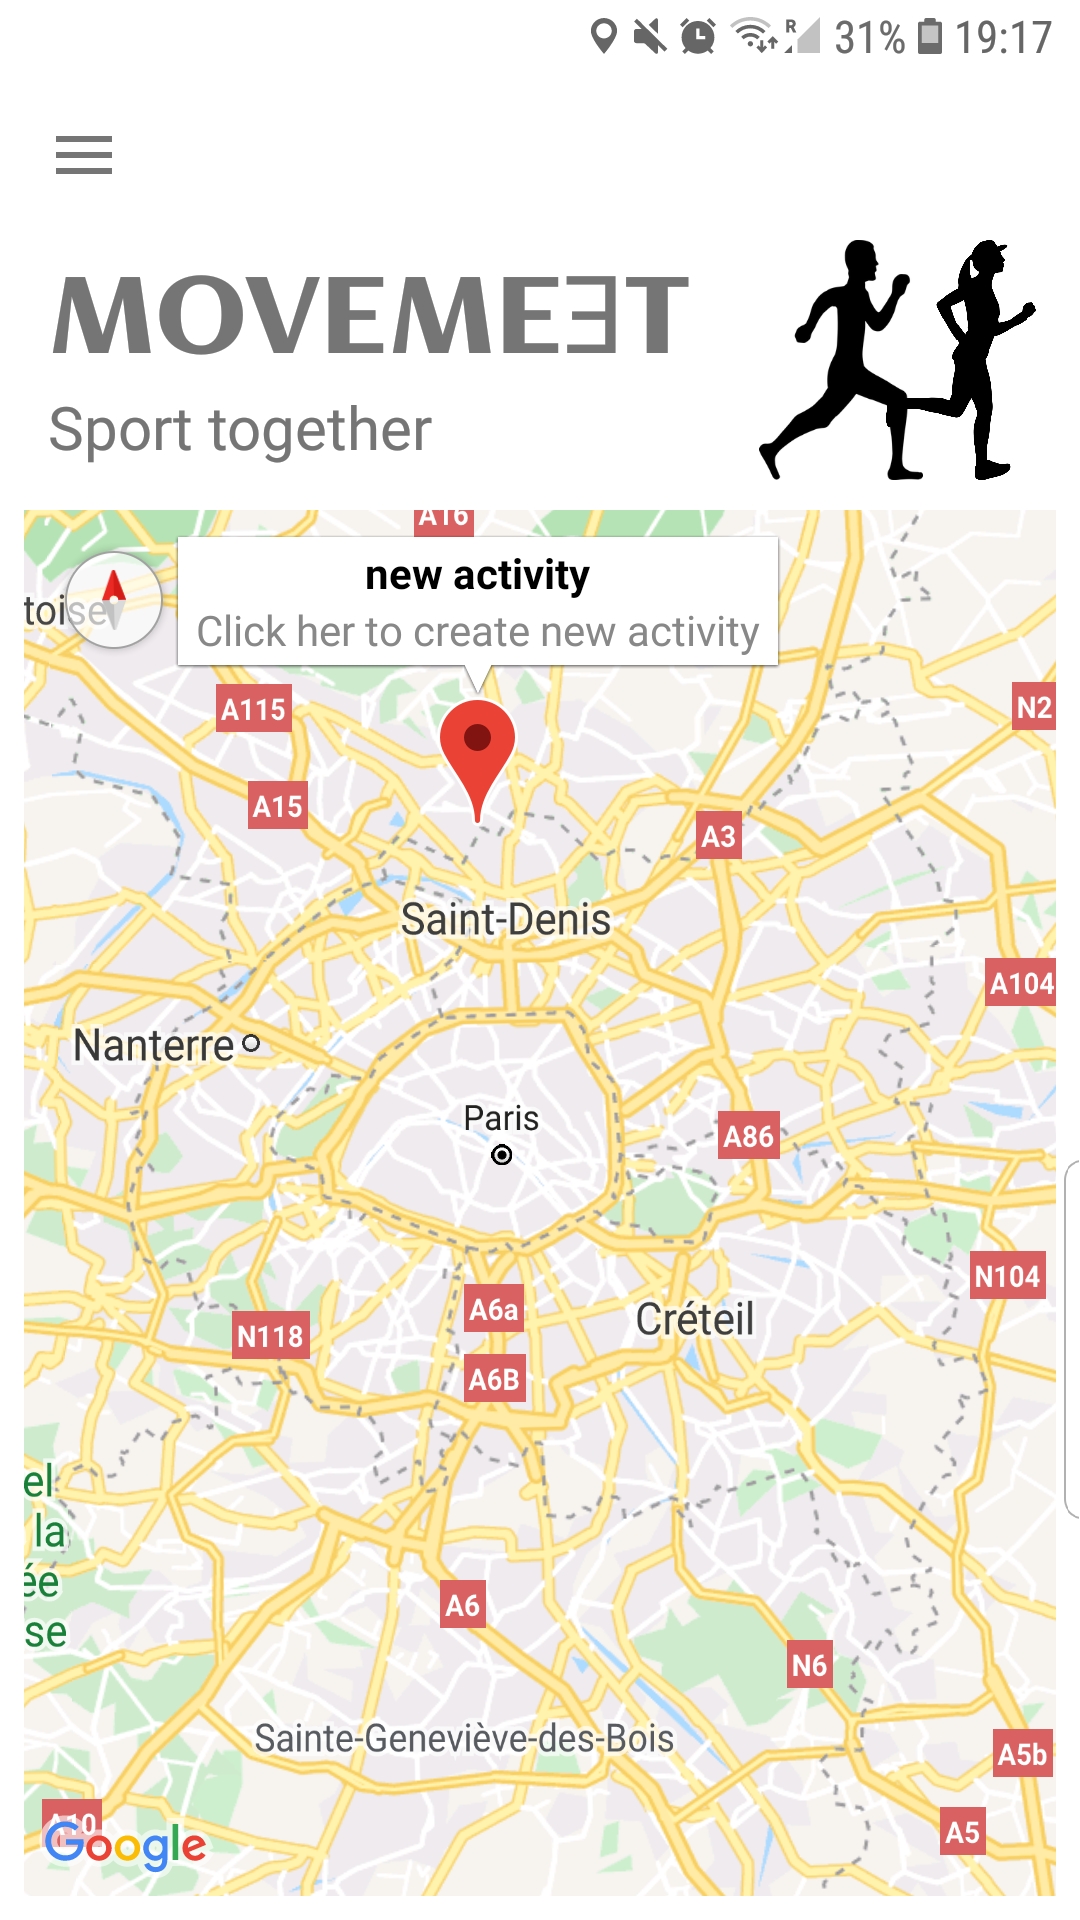 R 31% 19:17
MOVEMEƎT
Sport together
A16
new activity
Click her to create new activity
toise
A115
N2
A15
A3
Saint-Denis
A104
Nanterre
Paris
A86
N104
A6a
Créteil
N118
A6B
el
la
ée
se
A6
N6
Sainte-Geneviève-des-Bois
A5b
A10
Google
A5